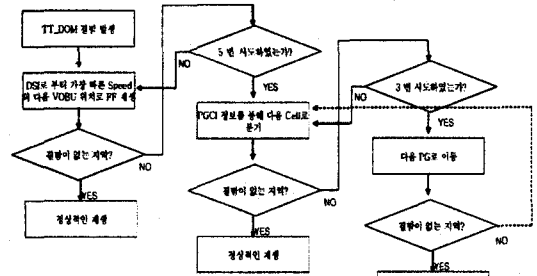 TT_DOM 결함 발생
DSI로 부터 가장 빠른 Speed
의 다음 VOBU 위치로 FF 재생
결함이 없는 지역?
NO
YES
정상적인 재생
5 번 시도하였는가?
NO
YES
PGCI 정보를 통해 다음 Cell로
분기
결함이 없는 지역?
NO
YES
정상적인 재생
3 번 시도하였는가?
NO
YES
다음 PG로 이동
결함이 없는 지역?
NO
YES